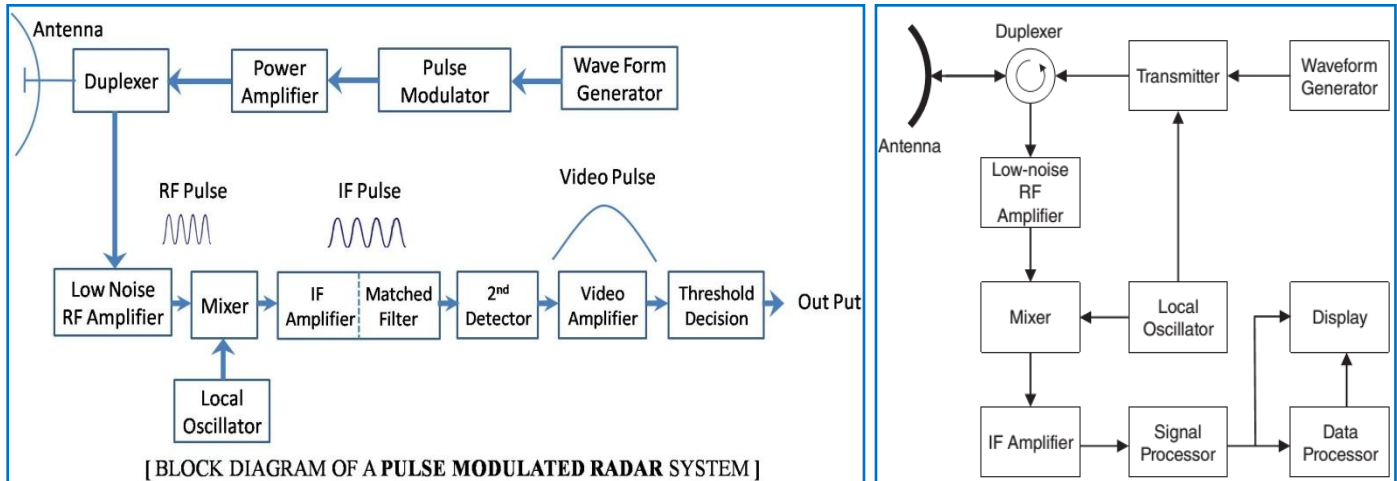 Antenna
Duplexer
Power
Amplifier
Pulse
Modulator
Wave Form
Generator
RF Pulse
IF Pulse
Video Pulse
Low Noise
RF Amplifier
Mixer
IF
Amplifier
Matched
Filter
2nd
Detector
Video
Amplifier
Threshold
Decision
Out Put
Local
Oscillator
[ BLOCK DIAGRAM OF A PULSE MODULATED RADAR SYSTEM ]
Duplexer
Transmitter
Waveform
Generator
Antenna
Low-noise
RF
Amplifier
Mixer
Local
Oscillator
Display
IF Amplifier
Signal
Processor
Data
Processor